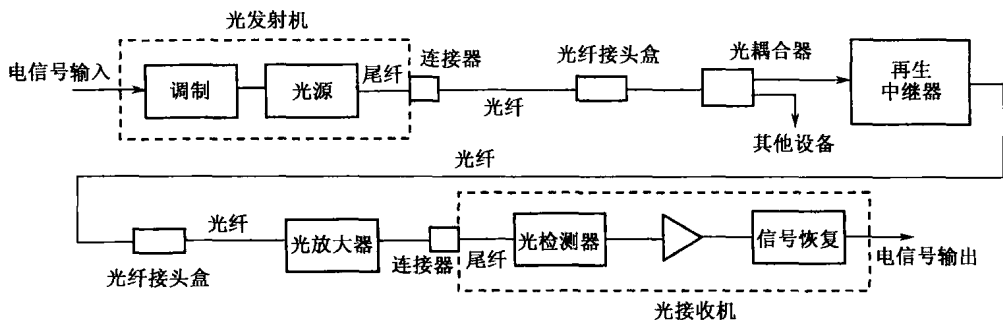 光发射机
电信号输入
调制
光源
尾纤
连接器
光纤
光纤接头盒
光耦合器
其他设备
再生
中继器
光纤
光纤接头盒
光纤
光放大器
连接器
尾纤
光检测器
信号恢复
电信号输出
光接收机